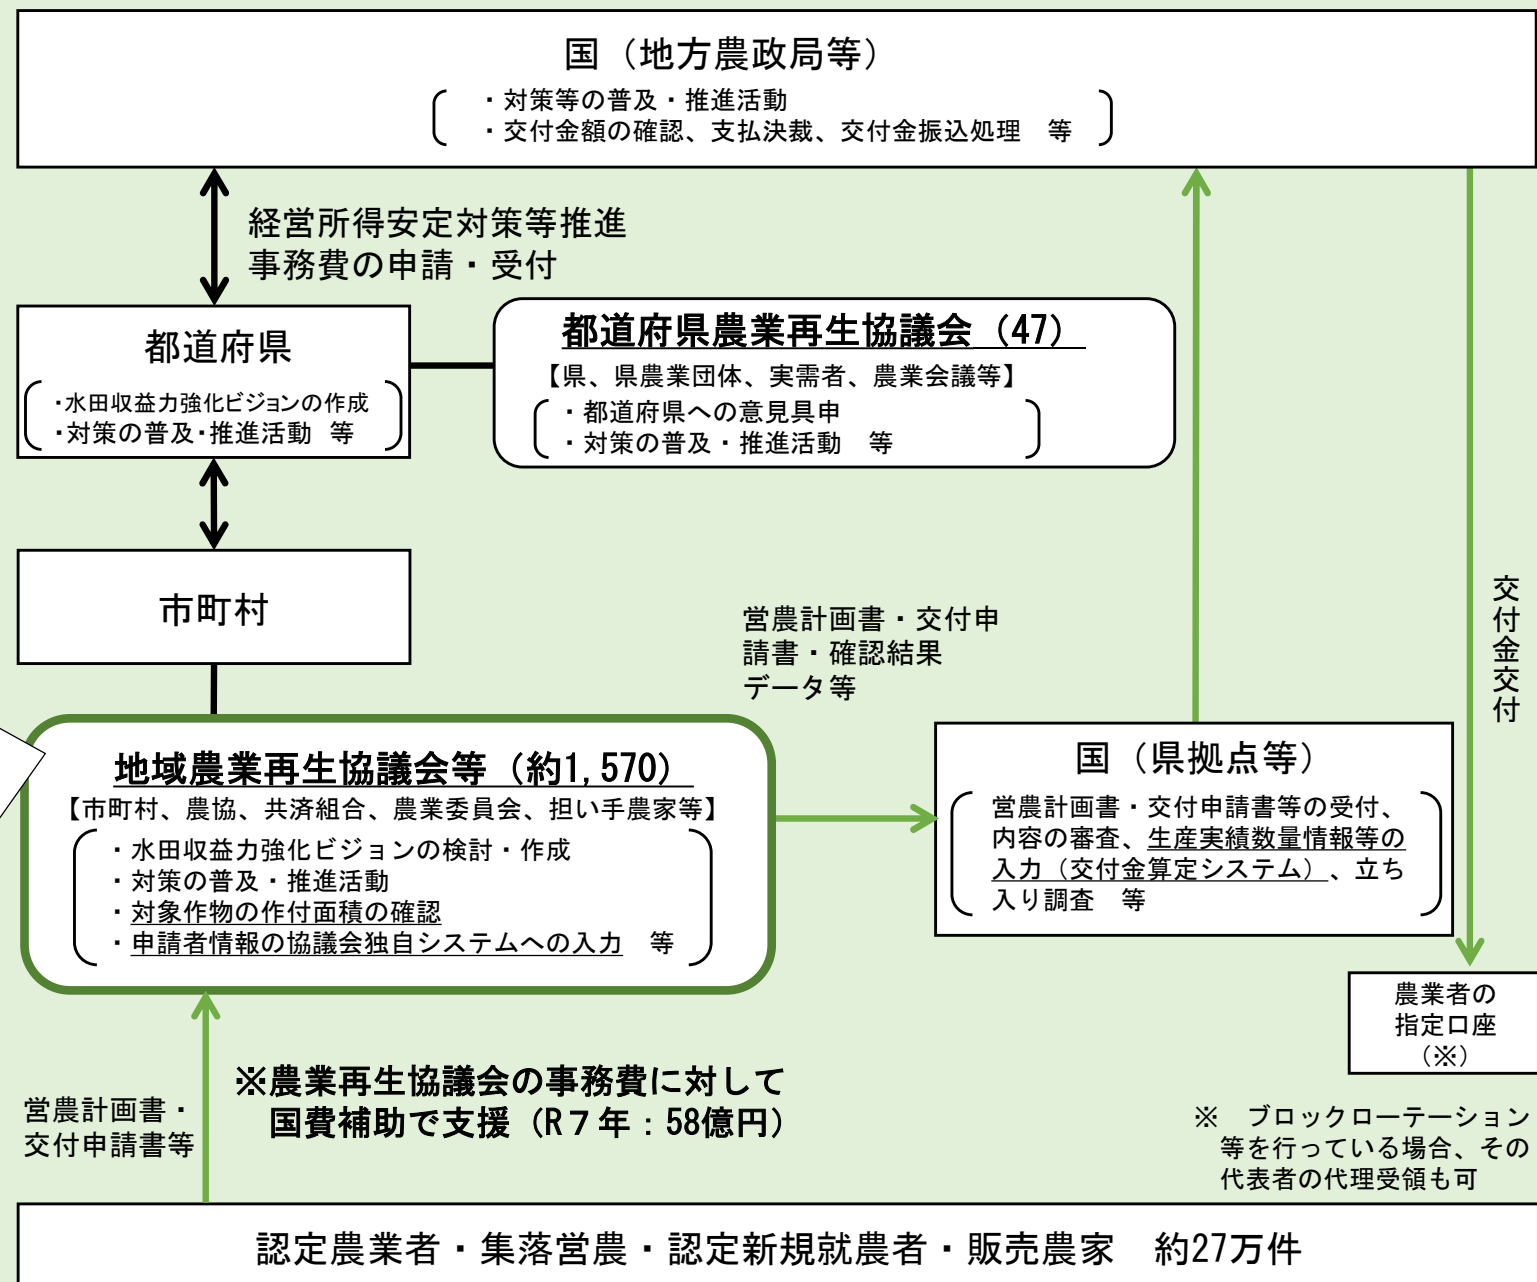 国（地方農政局等）
・対策等の普及・推進活動
・交付金額の確認、支払決裁、交付金振込処理　等
経営所得安定対策等推進
事務費の申請・受付
都道府県
・水田収益力強化ビジョンの作成
・対策の普及・推進活動　等
都道府県農業再生協議会（47）
【県、県農業団体、実需者、農業会議等】
・都道府県への意見具申
・対策の普及・推進活動　等
市町村
営農計画書・交付申
請書・確認結果
データ等
交付金交付
地域農業再生協議会等（約1,570）
【市町村、農協、共済組合、農業委員会、担い手農家等】
・水田収益力強化ビジョンの検討・作成
・対策の普及・推進活動
・対象作物の作付面積の確認
・申請者情報の協議会独自システムへの入力　等
国（県拠点等）
営農計画書・交付申請書等の受付、
内容の審査、生産実績数量情報等の
入力（交付金算定システム）、立ち
入り調査　等
農業者の
指定口座
（※）
営農計画書・
交付申請書等
※農業再生協議会の事務費に対して
国費補助で支援（R７年：58億円）
※　ブロックローテーション
等を行っている場合、その
代表者の代理受領も可
認定農業者・集落営農・認定新規就農者・販売農家　約27万件